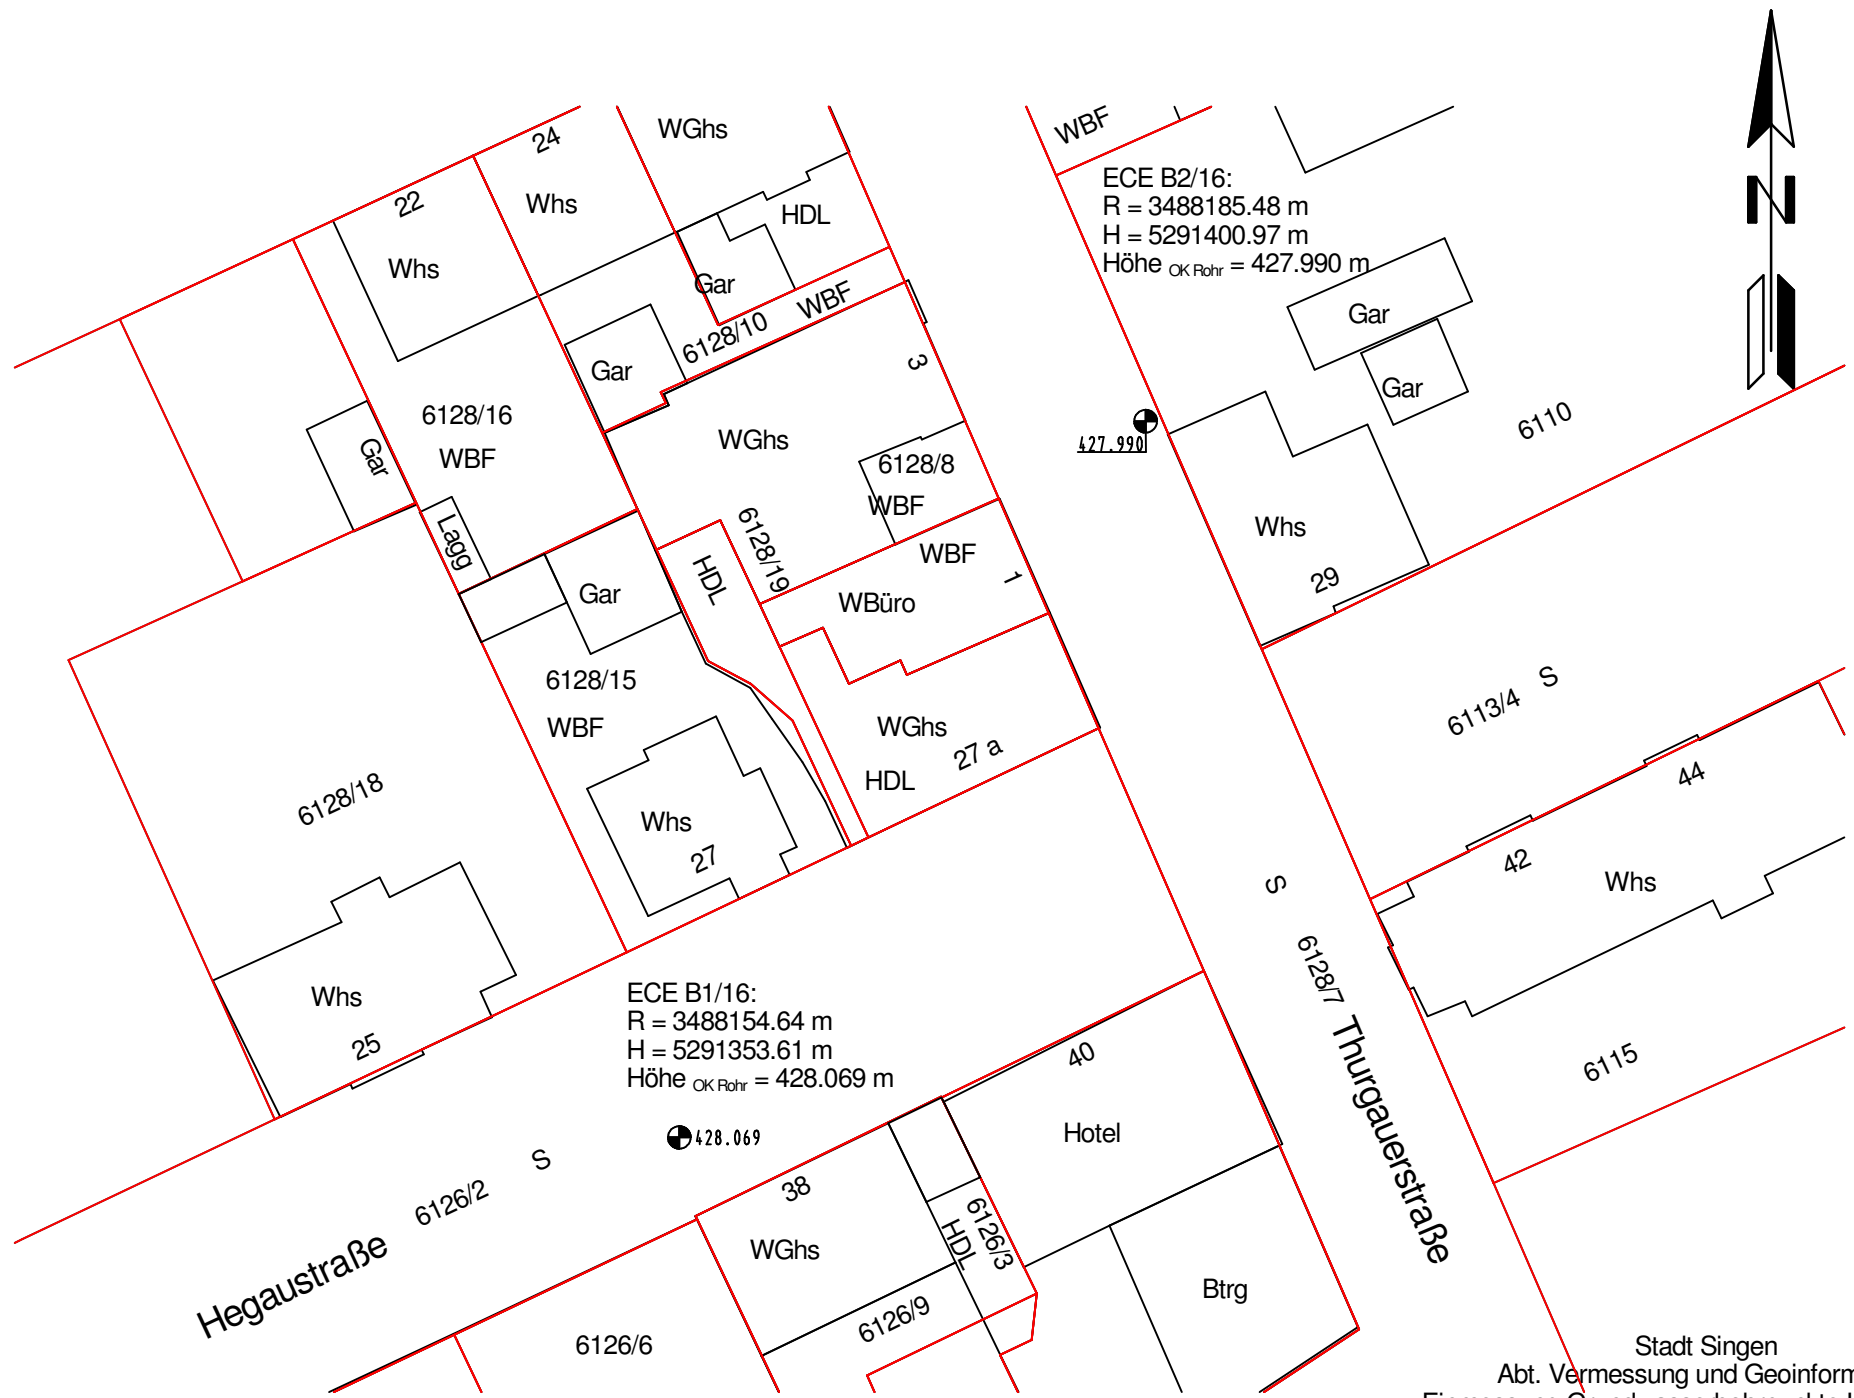 24
WGhs
WBF
22
Whs
HDL
Whs
ECE B2/16:
R = 3488185.48 m
H = 5291400.97 m
Höhe OK Rohr = 427.990 m
N
Gar
WBF
6128/10
Gar
Gar
3
Gar
6128/16
WBF
Gar
WGhs
6128/8
WBF
427.990
6110
Lagg
6128/19
WBF
1
Whs
29
HDL
Gar
WBüro
6128/15
WBF
WGhs
27 a
HDL
6113/4
S
44
6128/18
Whs
27
42
Whs
S
6128/7
Thurgauerstraße
Whs
25
ECE B1/16:
R = 3488154.64 m
H = 5291353.61 m
Höhe OK Rohr = 428.069 m
40
Hotel
6115
428.069
S
6126/2
Hegaustraße
38
WGhs
6126/3
HDL
6126/9
6126/6
Btrg
Stadt Singen
Abt. Vermessung und Geoinform